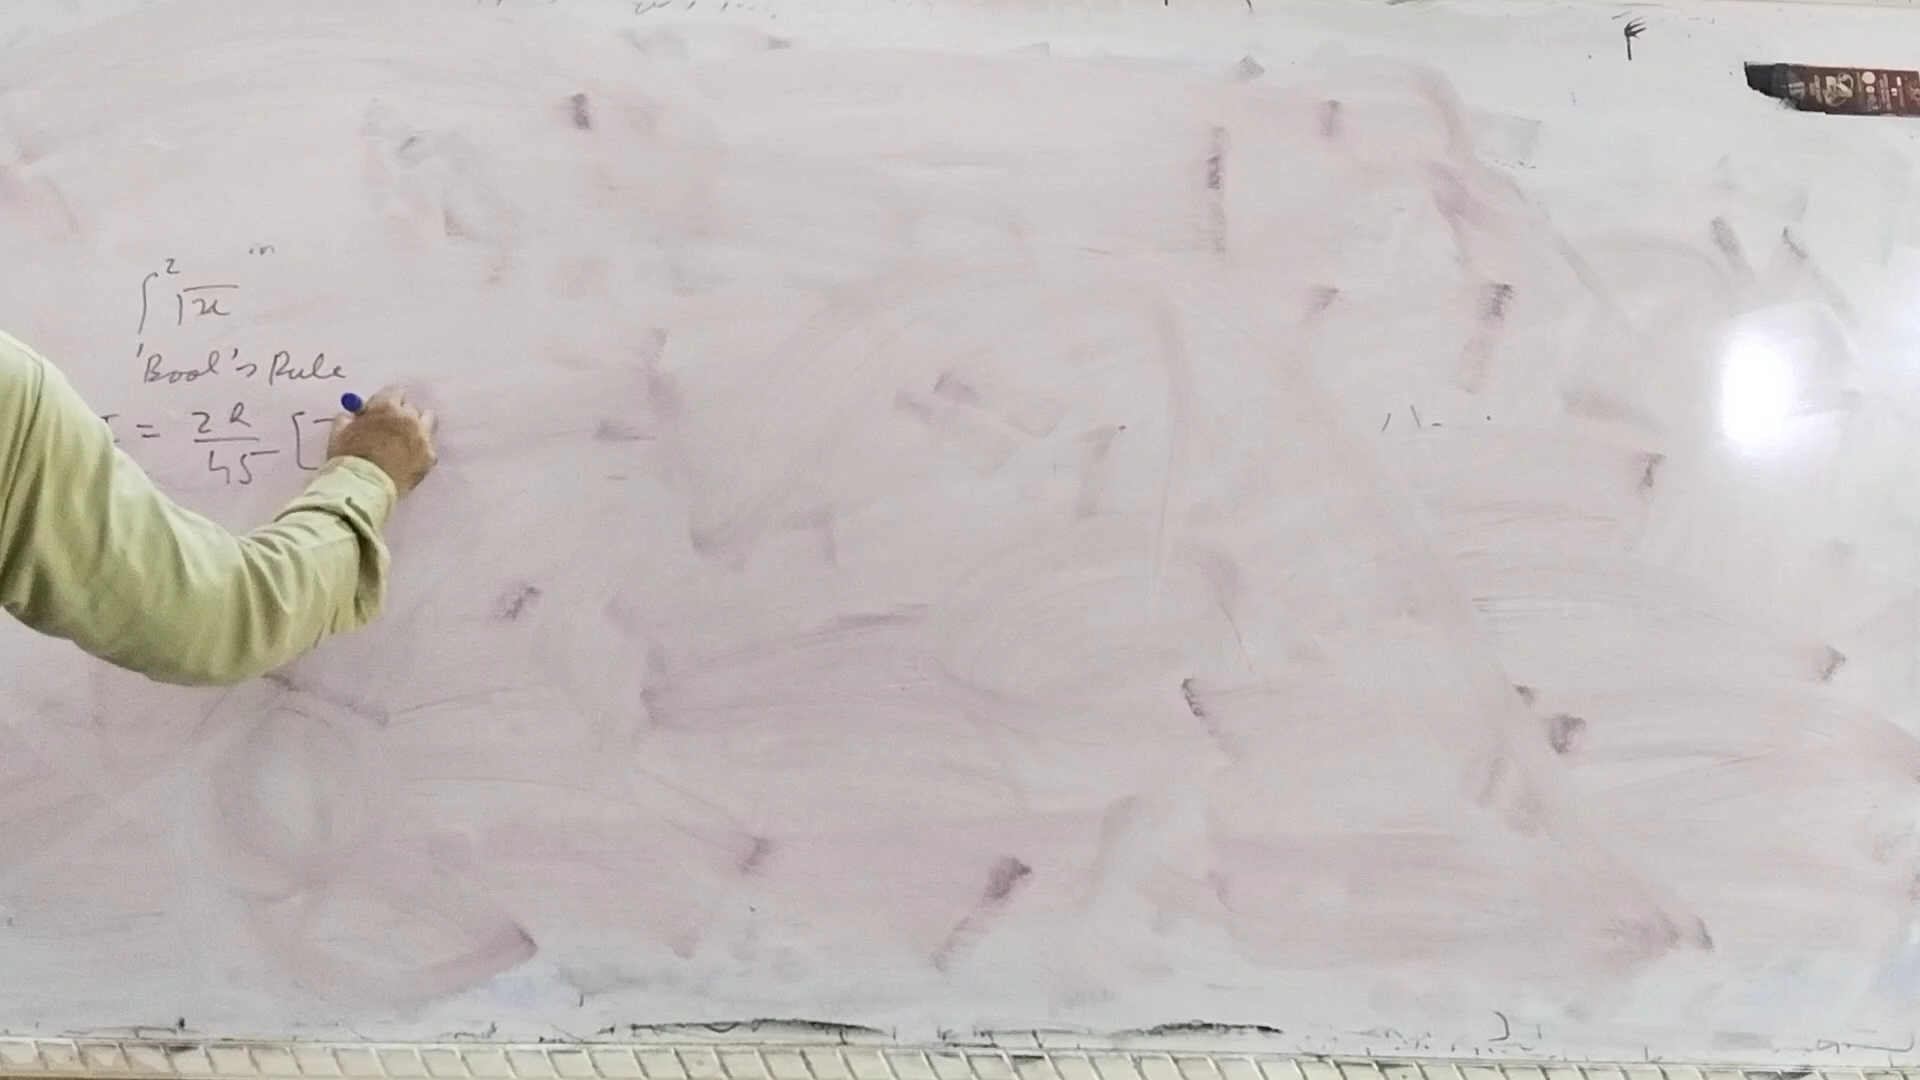 ∫² √x
'Bool's Rule
I = 2h/45 [
F